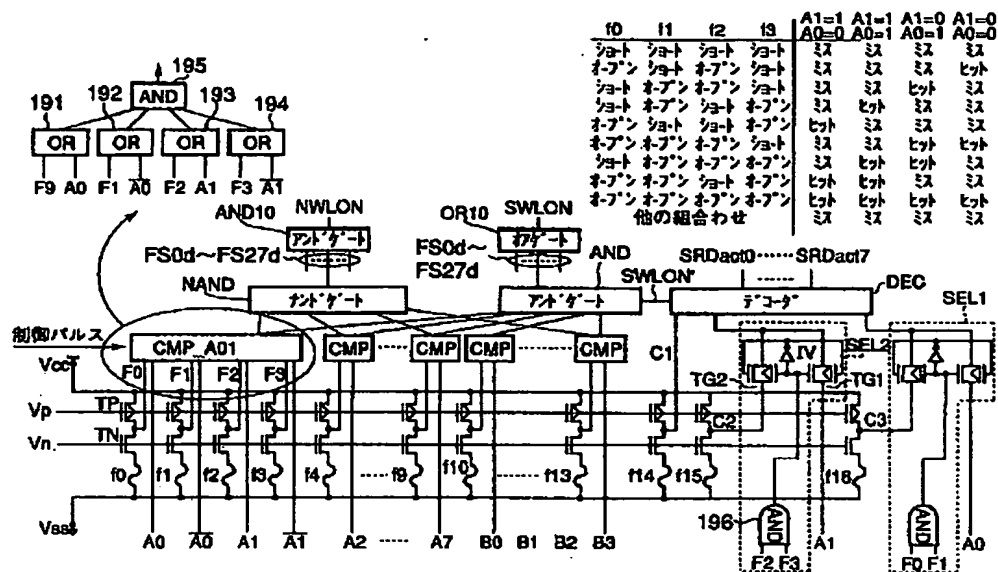 f0 f1 f2 f3 A1=1 A1=1 A1=0 A1=0
A0=0 A0=1 A0=1 A0=0
ショート ショート ショート ショート ミス ミス ミス ミス
オープン ショート オープン ショート ミス ミス ミス ヒット
ショート オープン オープン ショート ミス ミス ヒット ミス
ショート オープン ショート オープン ミス ヒット ミス ミス
オープン ショート ショート オープン ヒット ミス ミス ミス
オープン オープン オープン ショート ミス ミス ヒット ヒット
ショート オープン オープン オープン ミス ヒット ヒット ミス
オープン オープン ショート オープン ヒット ヒット ミス ミス
オープン オープン オープン オープン ヒット ヒット ヒット ヒット
他の組合わせ ミス ミス ミス ミス
195
AND
191 192 193 194
OR OR OR OR
F9 A0 F1 A̅0̅ F2 A1 F3 A̅1̅
AND10 NWLON OR10 SWLON
アンドゲート オアゲート
FS0d~FS27d FS0d~
FS27d
AND
SWLON'
SRDact0 ······ SRDact7
NAND
ナンドゲート アンドゲート デコーダ
DEC
SEL1
制御パルス
CMP_A01 CMP CMP CMP CMP
C1
SEL2
IV
Vcc
F0 F1 F2 F3
TG2 TG1
Vp TP
C2 C3
Vn TN
f0 f1 f2 f3 f4 f9 f10 f13 f14 f15 f16
Vss
196
AND AND
A0 A̅0̅ A1 A̅1̅ A2 A7 B0 B1 B2 B3 F2 F3 A1 F0 F1 A0